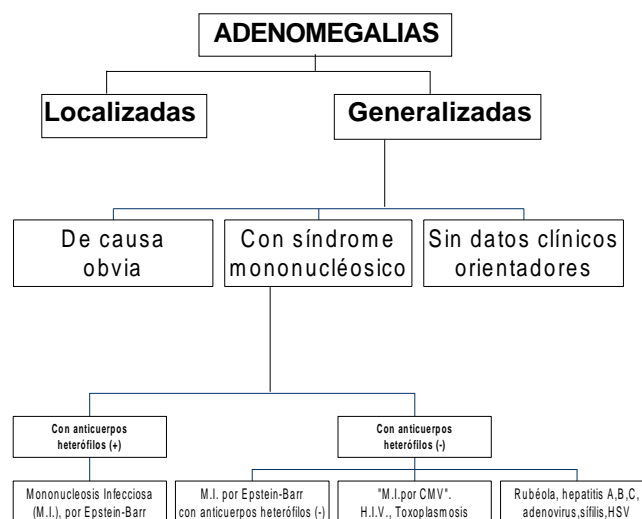 ADENOMEGALIAS
Localizadas
Generalizadas
De causa
obvia
Con síndrome
mononucléosico
Sin datos clínicos
orientadores
Con anticuerpos
heterófilos (+)
Con anticuerpos
heterófilos (-)
Mononucleosis Infecciosa
(M.I.), por Epstein-Barr
M.I. por Epstein-Barr
con anticuerpos heterófilos (-)
"M.I.por CMV".
H.I.V., Toxoplasmosis
Rubéola, hepatitis A,B,C,
adenovirus,sífilis,HSV